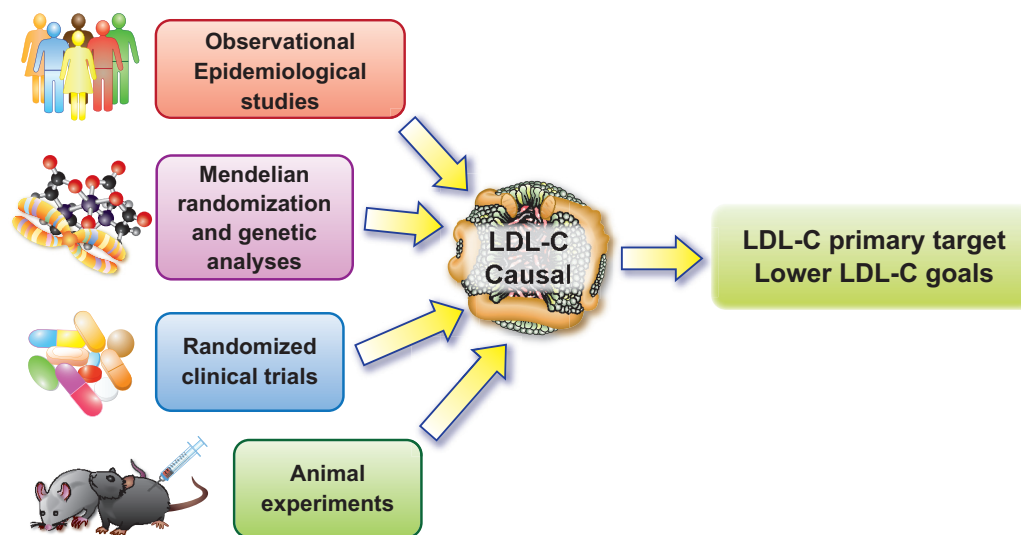 Observational
Epidemiological
studies
Mendelian
randomization
and genetic
analyses
Randomized
clinical trials
Animal
experiments
LDL-C
Causal
LDL-C primary target
Lower LDL-C goals